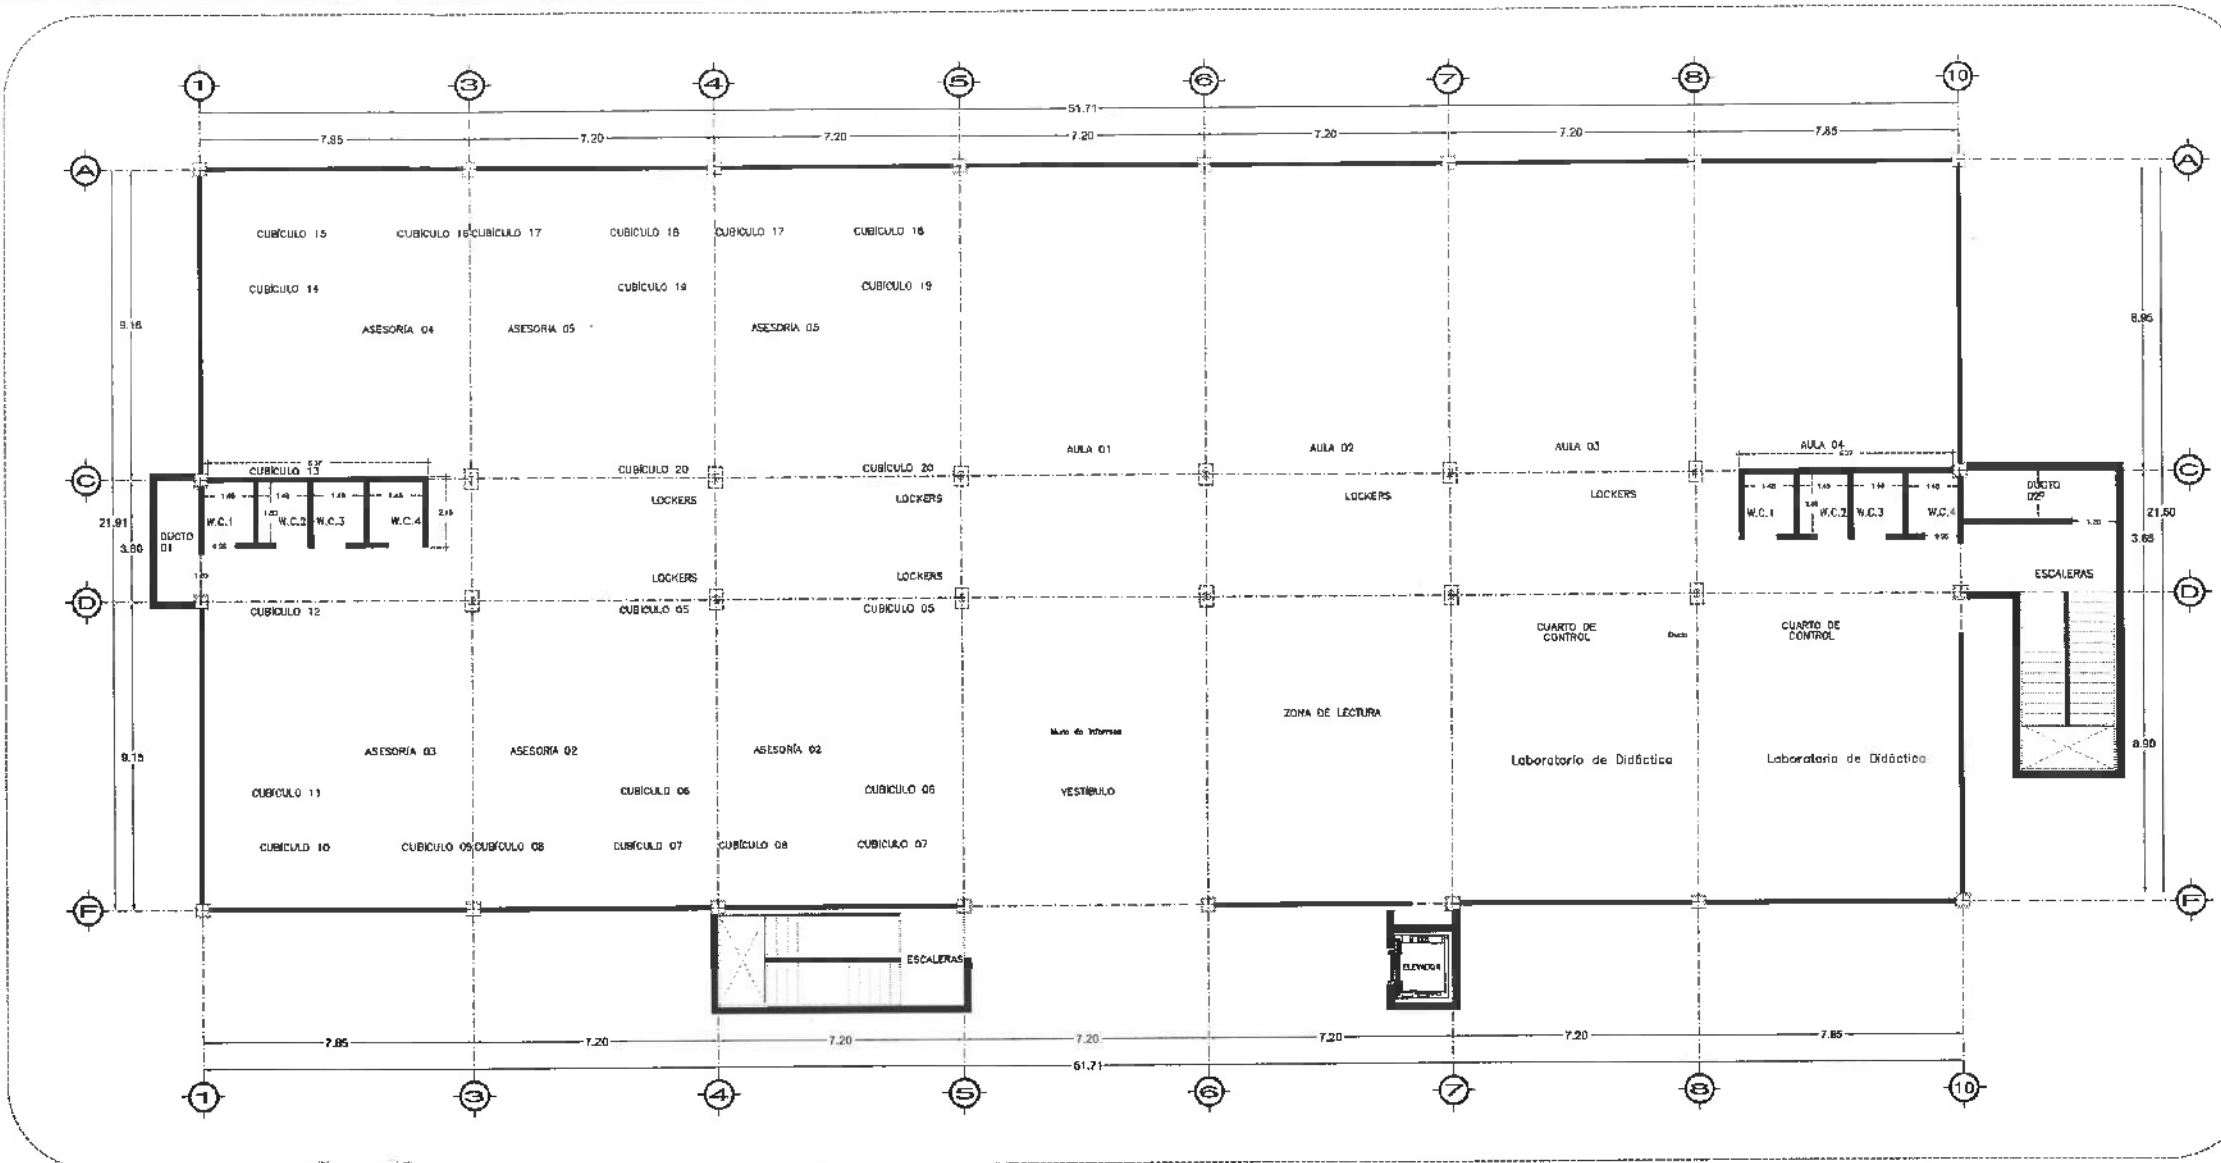 1 3 4 5 6 7 8 10
51.71
7.85 7.20 7.20 7.20 7.20 7.20 7.85
A A
CUBÍCULO 15 CUBÍCULO 16 CUBÍCULO 17 CUBÍCULO 18 CUBICULO 17 CUBÍCULO 18
CUBÍCULO 14 CUBÍCULO 19 CUBÍCULO 19
9.16 ASESORÍA 04 ASESORIA 05 ASESORÍA 05 8.95
AULA 01 AULA 02 AULA 03 AULA 04
CUBÍCULO 13 CUBÍCULO 20 CUBÍCULO 20
C C
LOCKERS LOCKERS LOCKERS LOCKERS
DUCTO
W.C.1 W.C.2 W.C.3 W.C.4 2.15 W.C.1 W.C.2 W.C.3 W.C.4
21.91 21.50
DUCTO
01
3.80 3.65
1.20
LOCKERS LOCKERS ESCALERAS
D D
CUBÍCULO 12 CUBÍCULO 05 CUBÍCULO 05
CUARTO DE
CONTROL
Ducto
CUARTO DE
CONTROL
ZONA DE LECTURA
ASESORÍA 03 ASESORÍA 02 ASESORÍA 02
9.15 8.90
Laboratorio de Didáctica Laboratorio de Didáctica
CUBÍCULO 11 CUBÍCULO 06 CUBÍCULO 06 VESTÍBULO
CUBÍCULO 10 CUBÍCULO 09 CUBÍCULO 08 CUBÍCULO 07 CUBÍCULO 08 CUBÍCULO 07
F F
ESCALERAS ELEVADOR
7.85 7.20 7.20 7.20 7.20 7.20 7.85
51.71
1 3 4 5 6 7 8 10